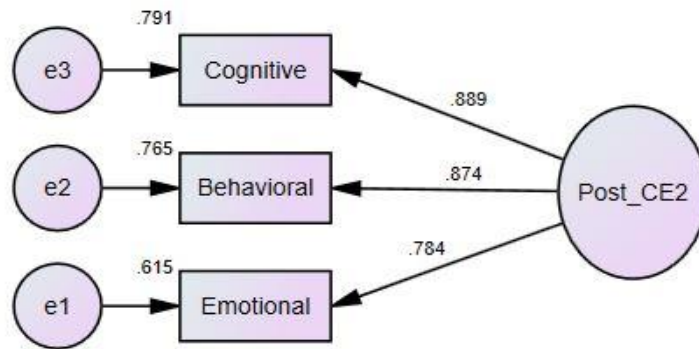 .791
e3
Cognitive
.889
.765
e2
Behavioral
.874
Post_CE2
.784
.615
e1
Emotional